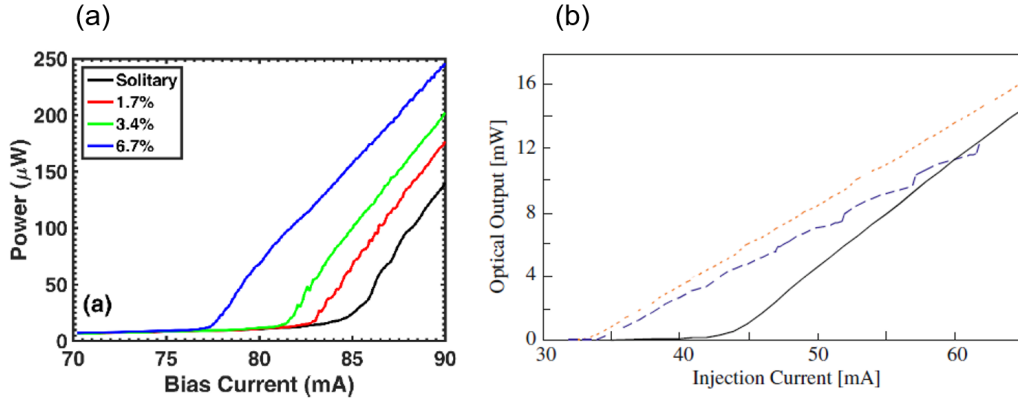 (a)
(b)
250
200
150
100
50
0
Power (μW)
Solitary
1.7%
3.4%
6.7%
(a)
70
75
80
85
90
Bias Current (mA)
16
12
8
4
0
Optical Output [mW]
30
40
50
60
Injection Current [mA]